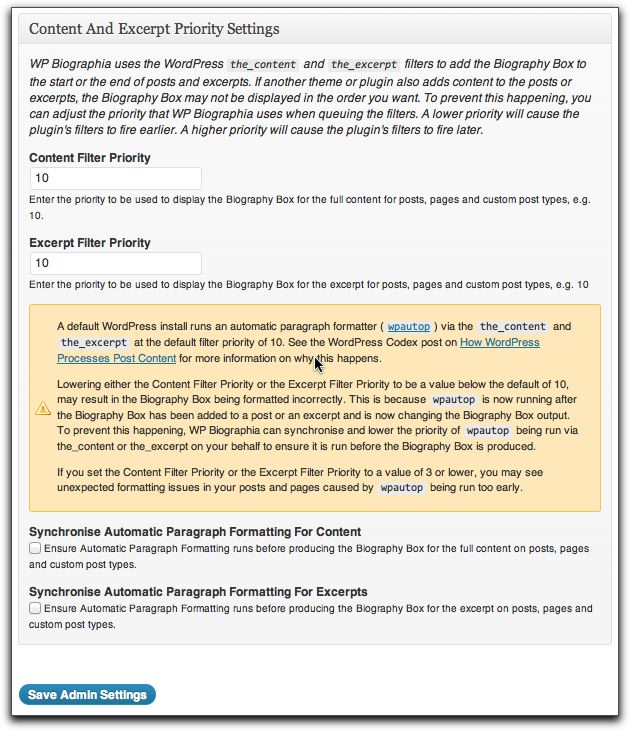 Content And Excerpt Priority Settings
WP Biographia uses the WordPress the_content and the_excerpt filters to add the Biography Box to
the start or the end of posts and excerpts. If another theme or plugin also adds content to the posts or
excerpts, the Biography Box may not be displayed in the order you want. To prevent this happening, you
can adjust the priority that WP Biographia uses when queuing the filters. A lower priority will cause the
plugin's filters to fire earlier. A higher priority will cause the plugin's filters to fire later.
Content Filter Priority
10
Enter the priority to be used to display the Biography Box for the full content for posts, pages and custom post types, e.g.
10.
Excerpt Filter Priority
10
Enter the priority to be used to display the Biography Box for the excerpt for posts, pages and custom post types, e.g. 10
A default WordPress install runs an automatic paragraph formatter ( wpautop ) via the the_content and
the_excerpt at the default filter priority of 10. See the WordPress Codex post on How WordPress
Processes Post Content for more information on why this happens.
Lowering either the Content Filter Priority or the Excerpt Filter Priority to be a value below the default of 10,
may result in the Biography Box being formatted incorrectly. This is because wpautop is now running after
the Biography Box has been added to a post or an excerpt and is now changing the Biography Box output.
To prevent this happening, WP Biographia can synchronise and lower the priority of wpautop being run via
the_content or the_excerpt on your behalf to ensure it is run before the Biography Box is produced.
If you set the Content Filter Priority or the Excerpt Filter Priority to a value of 3 or lower, you may see
unexpected formatting issues in your posts and pages caused by wpautop being run too early.
Synchronise Automatic Paragraph Formatting For Content
Ensure Automatic Paragraph Formatting runs before producing the Biography Box for the full content on posts, pages
and custom post types.
Synchronise Automatic Paragraph Formatting For Excerpts
Ensure Automatic Paragraph Formatting runs before producing the Biography Box for the excerpt on posts, pages and
custom post types.
Save Admin Settings